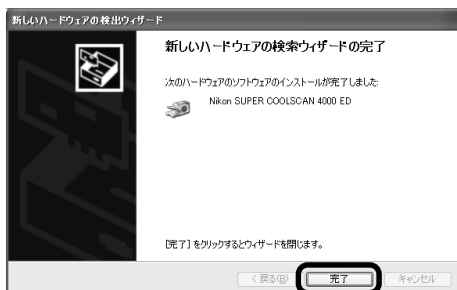 新しいハードウェアの検出ウィザード
新しいハードウェアの検索ウィザードの完了
次のハードウェアのソフトウェアのインストールが完了しました:
Nikon SUPER COOLSCAN 4000 ED
[完了] をクリックするとウィザードを閉じます。
< 戻る(B)
完了
キャンセル